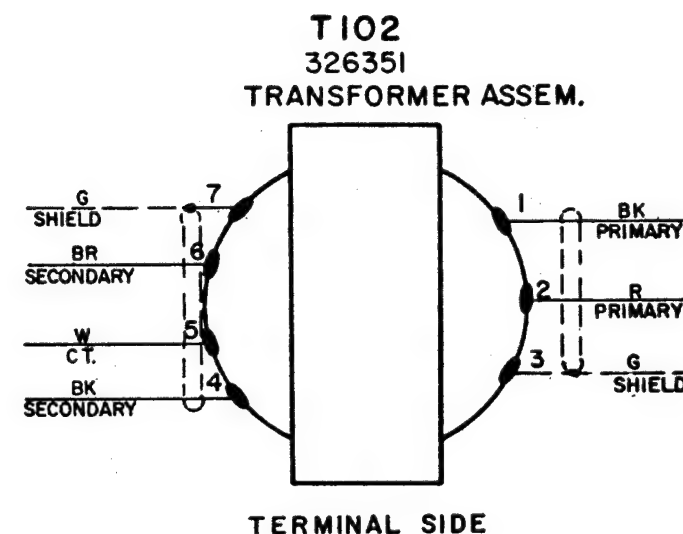 T102
326351
TRANSFORMER ASSEM.
G 7
SHIELD
BR 6
SECONDARY
W 5
C T.
BK 4
SECONDARY
1 BK
PRIMARY
2 R
PRIMARY
3 G
SHIELD
TERMINAL SIDE